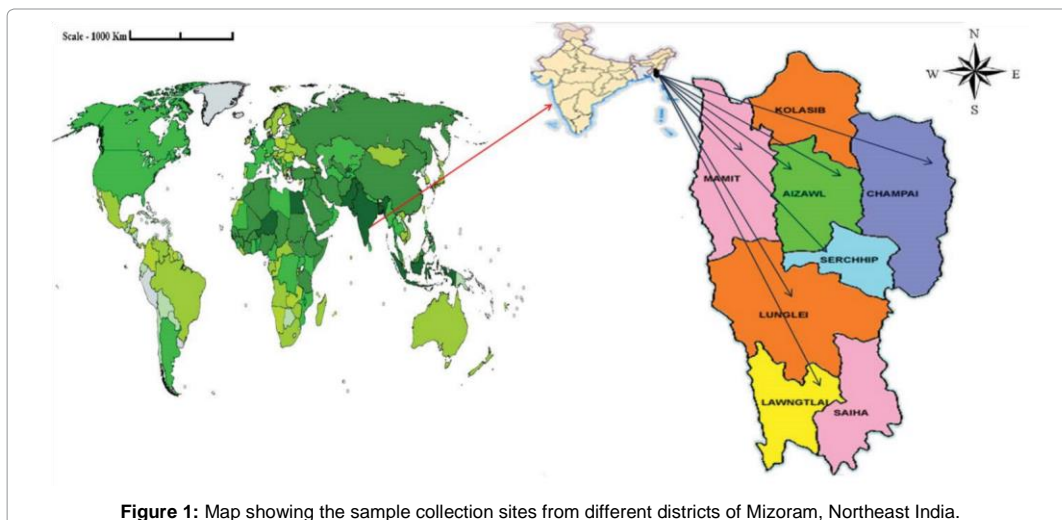 Scale - 1000 Km
N
W E
S
KOLASIB
MAMIT
AIZAWL
CHAMPAI
SERCHHIP
LUNGLEI
LAWNGTLAI
SAIHA
Figure 1: Map showing the sample collection sites from different districts of Mizoram, Northeast India.